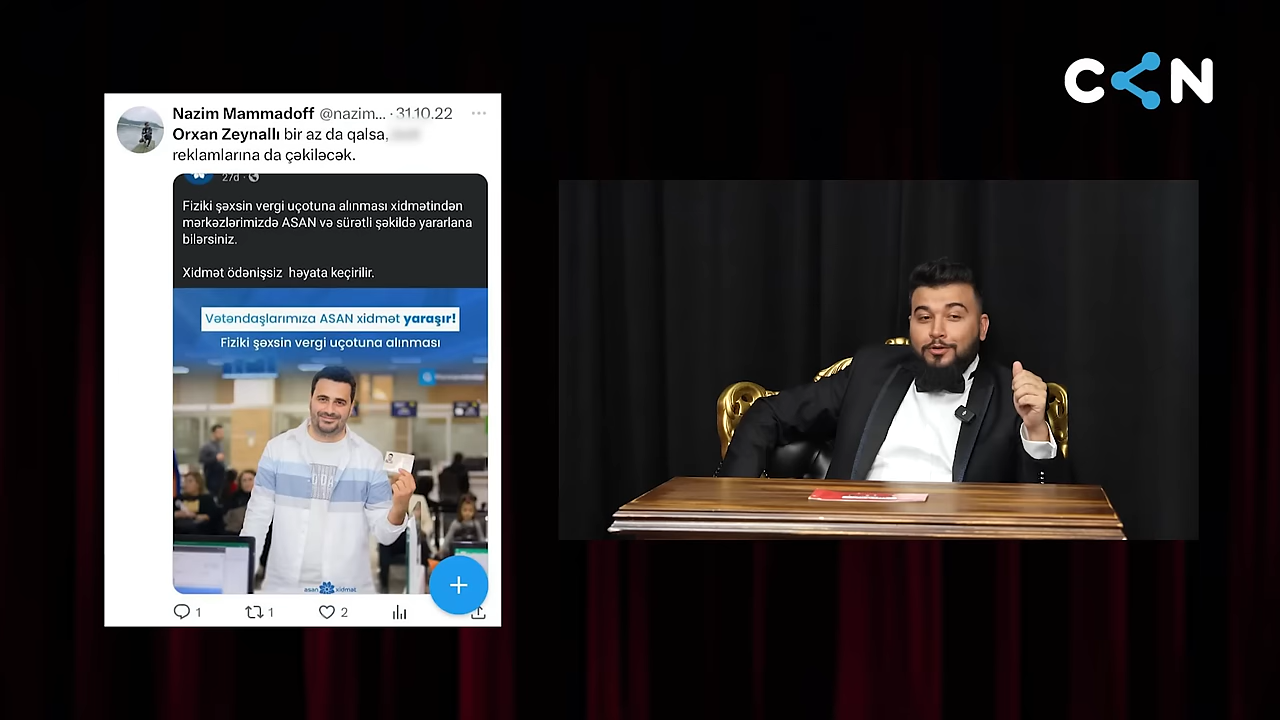 Nazim Mammadoff @nazim... · 31.10.22
Orxan Zeynallı bir az da qalsa,
reklamlarına da çəkiləcək.
27d ·
Fiziki şəxsin vergi uçotuna alınması xidmətindən
mərkəzlərimizdə ASAN və sürətli şəkildə yararlana
bilərsiniz.
Xidmət ödənişsiz həyata keçirilir.
Vətəndaşlarımıza ASAN xidmət yaraşır!
Fiziki şəxsin vergi uçotuna alınması
asan xidmət
1 1 2
C N